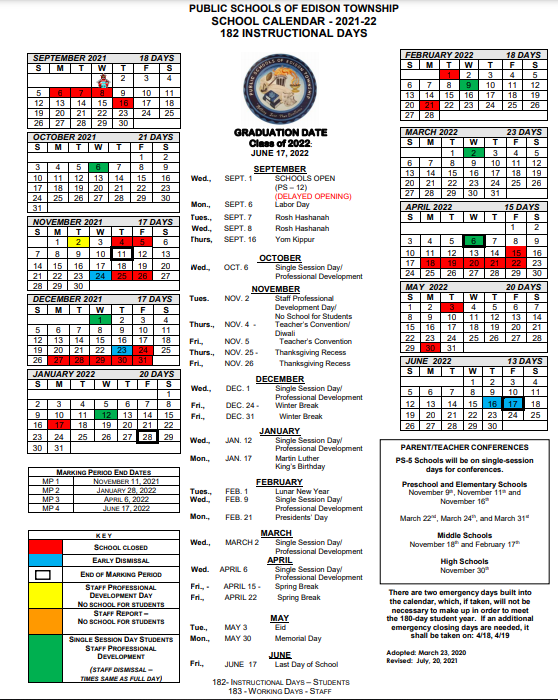 PUBLIC SCHOOLS OF EDISON TOWNSHIP
SCHOOL CALENDAR - 2021-22
182 INSTRUCTIONAL DAYS
SEPTEMBER 2021 18 DAYS
S M T W T F S
2 3 4
5 6 7 8 9 10 11
12 13 14 15 16 17 18
19 20 21 22 23 24 25
26 27 28 29 30
OCTOBER 2021 21 DAYS
S M T W T F S
1 2
3 4 5 6 7 8 9
10 11 12 13 14 15 16
17 18 19 20 21 22 23
24 25 26 27 28 29 30
31
NOVEMBER 2021 17 DAYS
S M T W T F S
1 2 3 4 5 6
7 8 9 10 11 12 13
14 15 16 17 18 19 20
21 22 23 24 25 26 27
28 29 30
DECEMBER 2021 17 DAYS
S M T W T F S
1 2 3 4
5 6 7 8 9 10 11
12 13 14 15 16 17 18
19 20 21 22 23 24 25
26 27 28 29 30 31
JANUARY 2022 20 DAYS
S M T W T F S
1
2 3 4 5 6 7 8
9 10 11 12 13 14 15
16 17 18 19 20 21 22
23 24 25 26 27 28 29
30 31
MARKING PERIOD END DATES
MP 1 NOVEMBER 11, 2021
MP 2 JANUARY 28, 2022
MP 3 APRIL 6, 2022
MP 4 JUNE 17, 2022
KEY
SCHOOL CLOSED
EARLY DISMISSAL
END OF MARKING PERIOD
STAFF PROFESSIONAL
DEVELOPMENT DAY
NO SCHOOL FOR STUDENTS
STAFF REPORT –
NO SCHOOL FOR STUDENTS
SINGLE SESSION DAY STUDENTS
STAFF PROFESSIONAL
DEVELOPMENT
(STAFF DISMISSAL –
TIMES SAME AS FULL DAY)
PUBLIC SCHOOLS OF EDISON TOWNSHIP
GRADUATION DATE
Class of 2022:
JUNE 17, 2022
SEPTEMBER
Wed., SEPT. 1 SCHOOLS OPEN
(PS – 12)
(DELAYED OPENING)
Mon., SEPT. 6 Labor Day
Tues., SEPT. 7 Rosh Hashanah
Wed., SEPT. 8 Rosh Hashanah
Thurs, SEPT. 16 Yom Kippur
OCTOBER
Wed, OCT. 6 Single Session Day/
Professional Development
NOVEMBER
Tues. NOV. 2 Staff Professional
Development Day/
No School for Students
Thurs., NOV. 4 - Teacher's Convention/
Diwali
Fri., NOV. 5 Teacher's Convention
Thurs., NOV. 25 - Thanksgiving Recess
Fri., NOV. 26 Thanksgiving Recess
DECEMBER
Wed., DEC. 1 Single Session Day/
Professional Development
Fri., DEC. 24 - Winter Break
Fri., DEC. 31 Winter Break
JANUARY
Wed., JAN. 12 Single Session Day/
Professional Development
Mon., JAN. 17 Martin Luther
King's Birthday
FEBRUARY
Tues., FEB. 1 Lunar New Year
Wed., FEB. 9 Single Session Day/
Professional Development
Mon., FEB. 21 Presidents' Day
MARCH
Wed., MARCH 2 Single Session Day/
Professional Development
APRIL
Wed. APRIL 6 Single Session Day/
Professional Development
Fri., - APRIL 15 - Spring Break
Fri., APRIL 22 Spring Break
MAY
Tue., MAY 3 Eid
Mon., MAY 30 Memorial Day
JUNE
Fri., JUNE 17 Last Day of School
182- INSTRUCTIONAL DAYS – STUDENTS
183 - WORKING DAYS - STAFF
FEBRUARY 2022 18 DAYS
S M T W T F S
1 2 3 4 5
6 7 8 9 10 11 12
13 14 15 16 17 18 19
20 21 22 23 24 25 26
27 28
MARCH 2022 23 DAYS
S M T W T F S
1 2 3 4 5
6 7 8 9 10 11 12
13 14 15 16 17 18 19
20 21 22 23 24 25 26
27 28 29 30 31
APRIL 2022 15 DAYS
S M T W T F S
1 2
3 4 5 6 7 8 9
10 11 12 13 14 15 16
17 18 19 20 21 22 23
24 25 26 27 28 29 30
MAY 2022 20 DAYS
S M T W T F S
1 2 3 4 5 6 7
8 9 10 11 12 13 14
15 16 17 18 19 20 21
22 23 24 25 26 27 28
29 30 31
JUNE 2022 13 DAYS
S M T W T F S
1 2 3 4
5 6 7 8 9 10 11
12 13 14 15 16 17 18
19 20 21 22 23 24 25
26 27 28 29 30
PARENT/TEACHER CONFERENCES
PS-5 Schools will be on single-session
days for conferences.
Preschool and Elementary Schools
November 9th, November 11th and
November 16th
March 22nd, March 24th, and March 31st
Middle Schools
November 18th and February 17th
High Schools
November 30th
There are two emergency days built into
the calendar, which, if taken, will not be
necessary to make up in order to meet
the 180-day student year. If an additional
emergency closing days are needed, it
shall be taken on: 4/18, 4/19
Adopted: March 23, 2020
Revised: July, 20, 2021